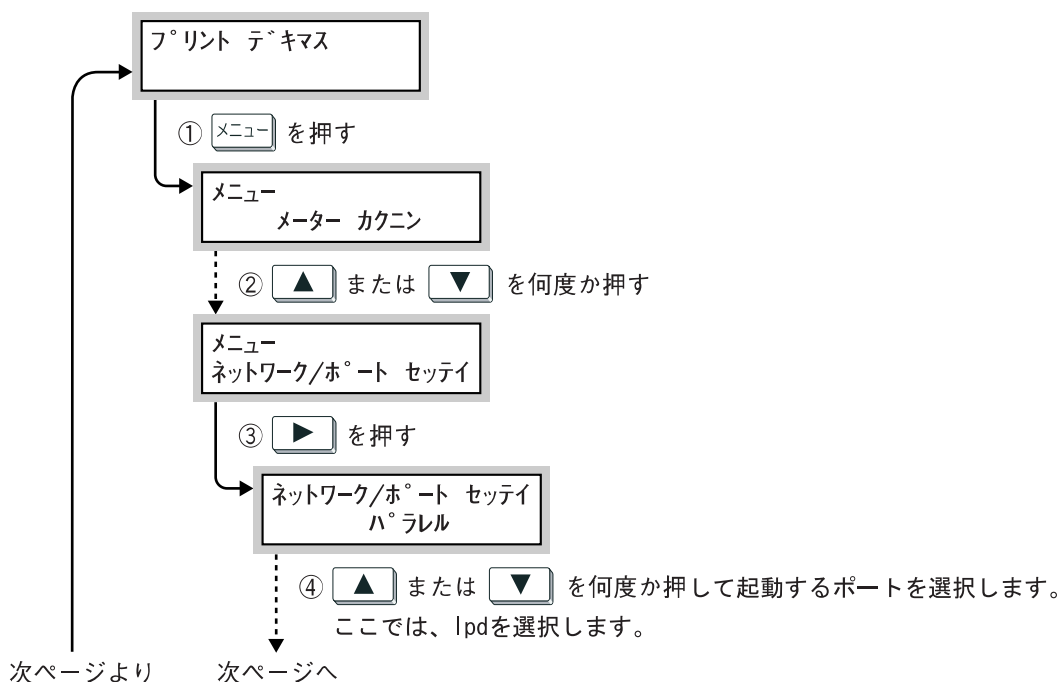 プリント デキマス
① メニュー を押す
メニュー
メーター カクニン
② ▲ または ▼ を何度か押す
メニュー
ネットワーク/ポート セッテイ
③ ▶ を押す
ネットワーク/ポート セッテイ
パラレル
④ ▲ または ▼ を何度か押して起動するポートを選択します。
ここでは、lpdを選択します。
次ページより 次ページへ